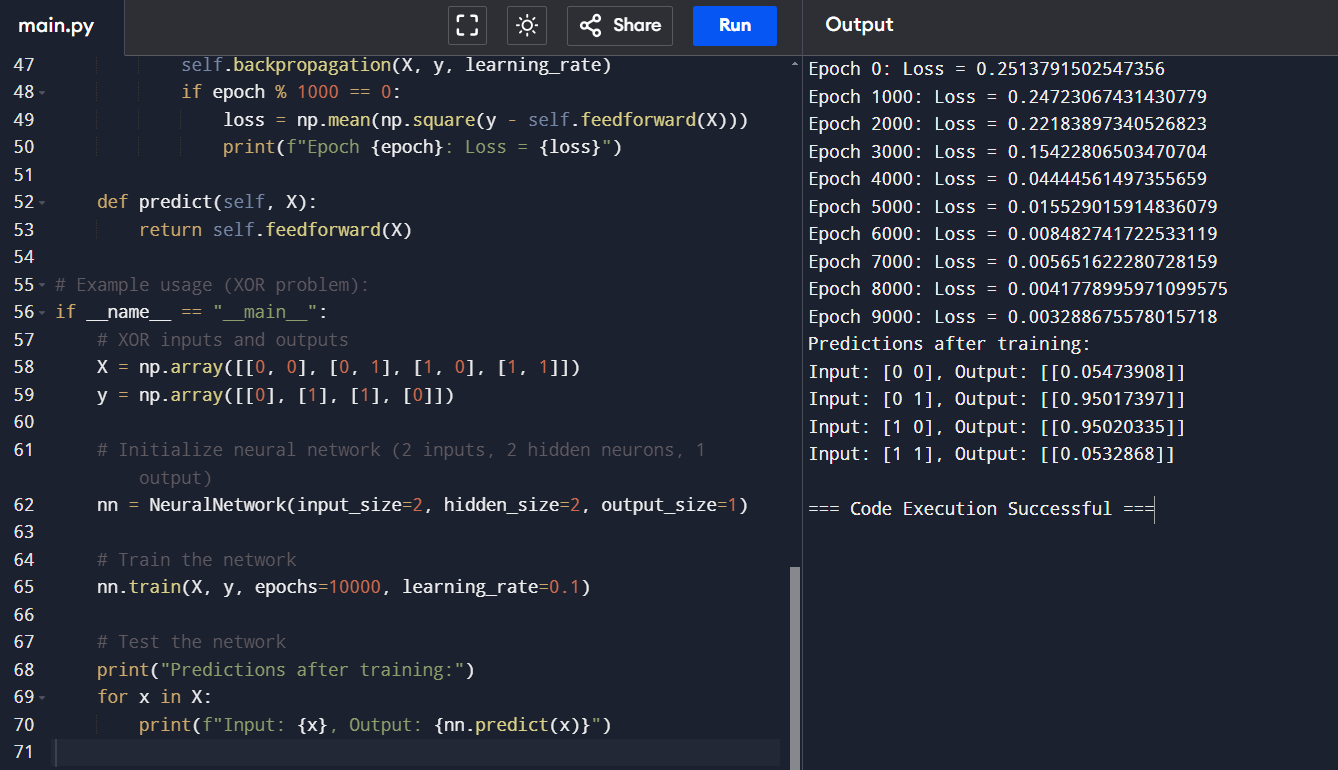 main.py
Share
Run
Output
47 self.backpropagation(X, y, learning_rate)
48 if epoch % 1000 == 0:
49 loss = np.mean(np.square(y - self.feedforward(X)))
50 print(f"Epoch {epoch}: Loss = {loss}")
51
52 def predict(self, X):
53 return self.feedforward(X)
54
55 # Example usage (XOR problem):
56 if __name__ == "__main__":
57 # XOR inputs and outputs
58 X = np.array([[0, 0], [0, 1], [1, 0], [1, 1]])
59 y = np.array([[0], [1], [1], [0]])
60
61 # Initialize neural network (2 inputs, 2 hidden neurons, 1
output)
62 nn = NeuralNetwork(input_size=2, hidden_size=2, output_size=1)
63
64 # Train the network
65 nn.train(X, y, epochs=10000, learning_rate=0.1)
66
67 # Test the network
68 print("Predictions after training:")
69 for x in X:
70 print(f"Input: {x}, Output: {nn.predict(x)}")
71
Epoch 0: Loss = 0.2513791502547356
Epoch 1000: Loss = 0.24723067431430779
Epoch 2000: Loss = 0.22183897340526823
Epoch 3000: Loss = 0.15422806503470704
Epoch 4000: Loss = 0.04444561497355659
Epoch 5000: Loss = 0.015529015914836079
Epoch 6000: Loss = 0.008482741722533119
Epoch 7000: Loss = 0.005651622280728159
Epoch 8000: Loss = 0.0041778995971099575
Epoch 9000: Loss = 0.003288675578015718
Predictions after training:
Input: [0 0], Output: [[0.05473908]]
Input: [0 1], Output: [[0.95017397]]
Input: [1 0], Output: [[0.95020335]]
Input: [1 1], Output: [[0.0532868]]
=== Code Execution Successful ===